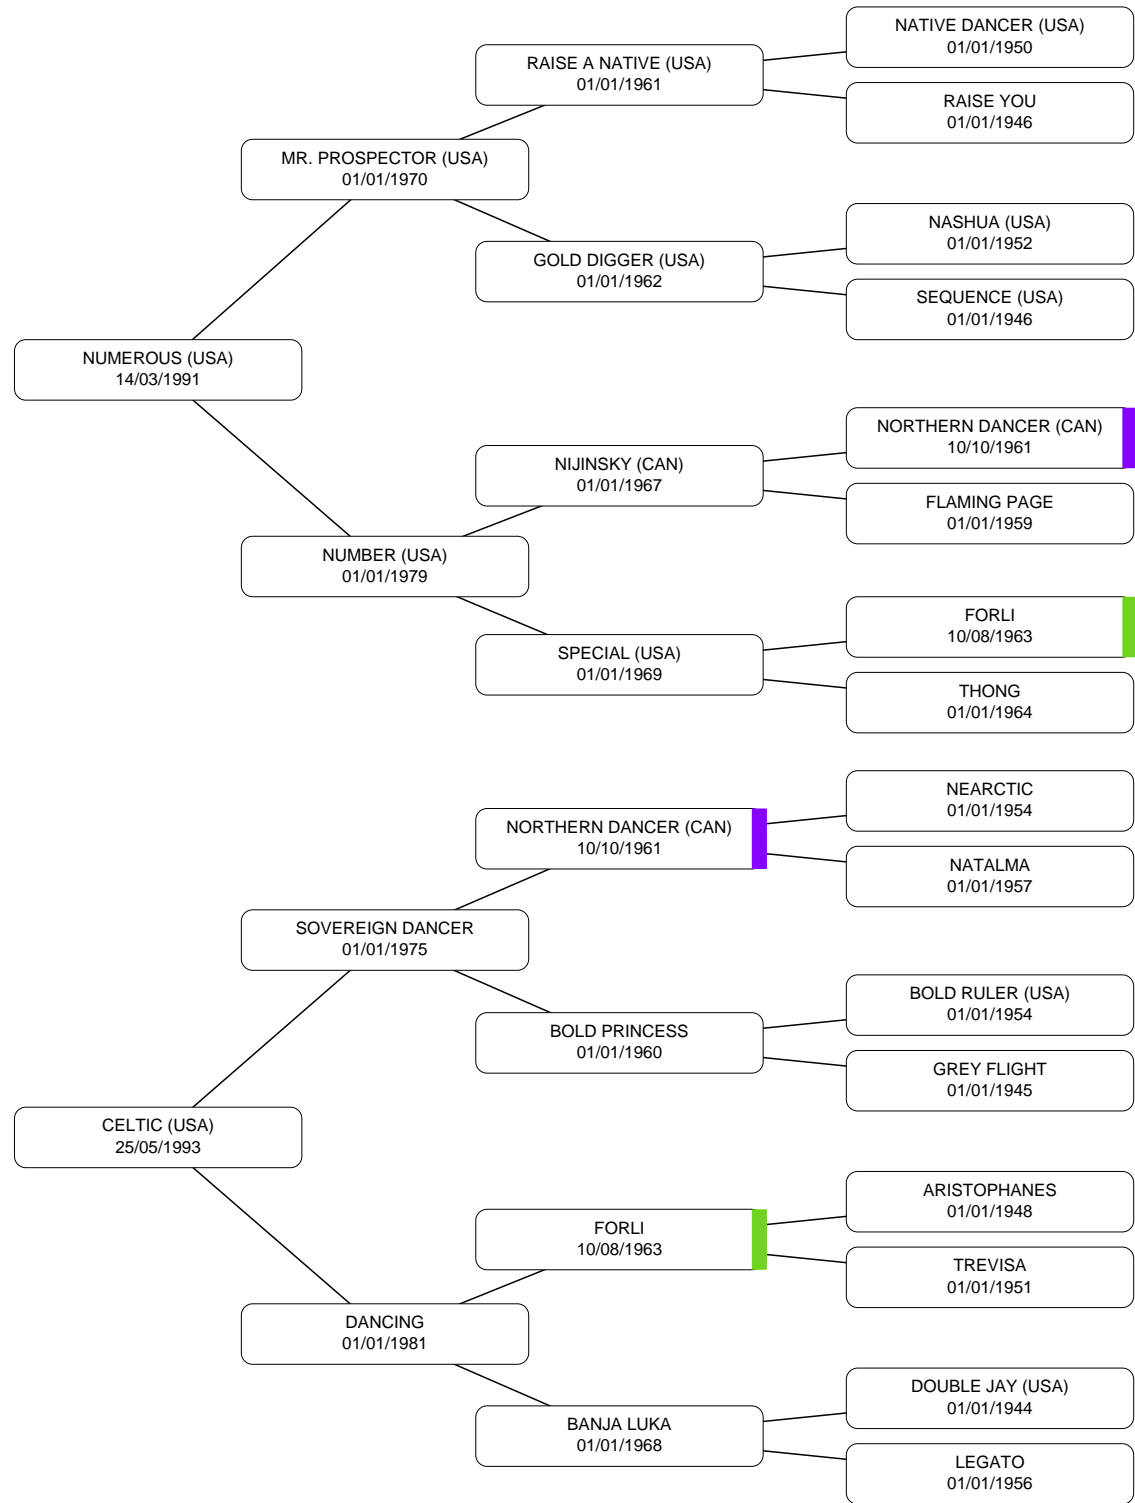 NATIVE DANCER (USA)
01/01/1950
RAISE A NATIVE (USA)
01/01/1961
RAISE YOU
01/01/1946
MR. PROSPECTOR (USA)
01/01/1970
NASHUA (USA)
01/01/1952
GOLD DIGGER (USA)
01/01/1962
SEQUENCE (USA)
01/01/1946
NUMEROUS (USA)
14/03/1991
NORTHERN DANCER (CAN)
10/10/1961
NIJINSKY (CAN)
01/01/1967
FLAMING PAGE
01/01/1959
NUMBER (USA)
01/01/1979
FORLI
10/08/1963
SPECIAL (USA)
01/01/1969
THONG
01/01/1964
NEARCTIC
01/01/1954
NORTHERN DANCER (CAN)
10/10/1961
NATALMA
01/01/1957
SOVEREIGN DANCER
01/01/1975
BOLD RULER (USA)
01/01/1954
BOLD PRINCESS
01/01/1960
GREY FLIGHT
01/01/1945
CELTIC (USA)
25/05/1993
ARISTOPHANES
01/01/1948
FORLI
10/08/1963
TREVISA
01/01/1951
DANCING
01/01/1981
DOUBLE JAY (USA)
01/01/1944
BANJA LUKA
01/01/1968
LEGATO
01/01/1956